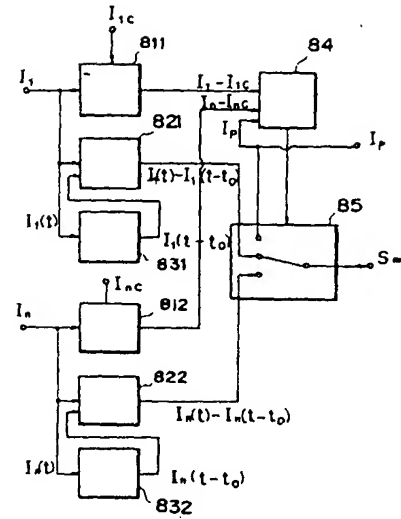 I1c
811
I1
I1-I1c
84
In-Inc
821
Ip
Ip
I1(t)-I1(t-t0)
85
I1(t)
I1(t-t0)
831
Sm
Inc
In
812
822
In(t)-In(t-t0)
In(t)
In(t-t0)
832